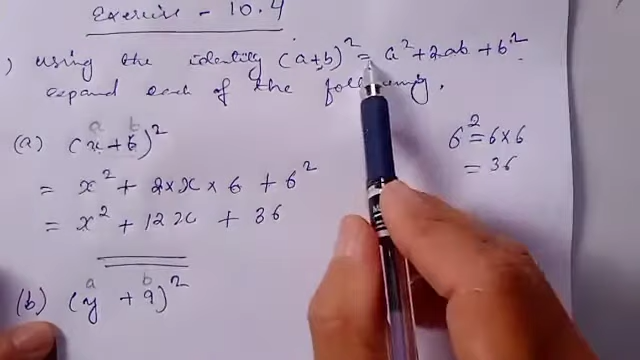 Exercise - 10.4
) using the identity (a+b)² = a² + 2ab + b².
expand each of the following.
a b
(a) (x+6)²
6² = 6×6
= 36
= x² + 2×x×6 + 6²
= x² + 12x + 36
a b
(b) (y + 9)²